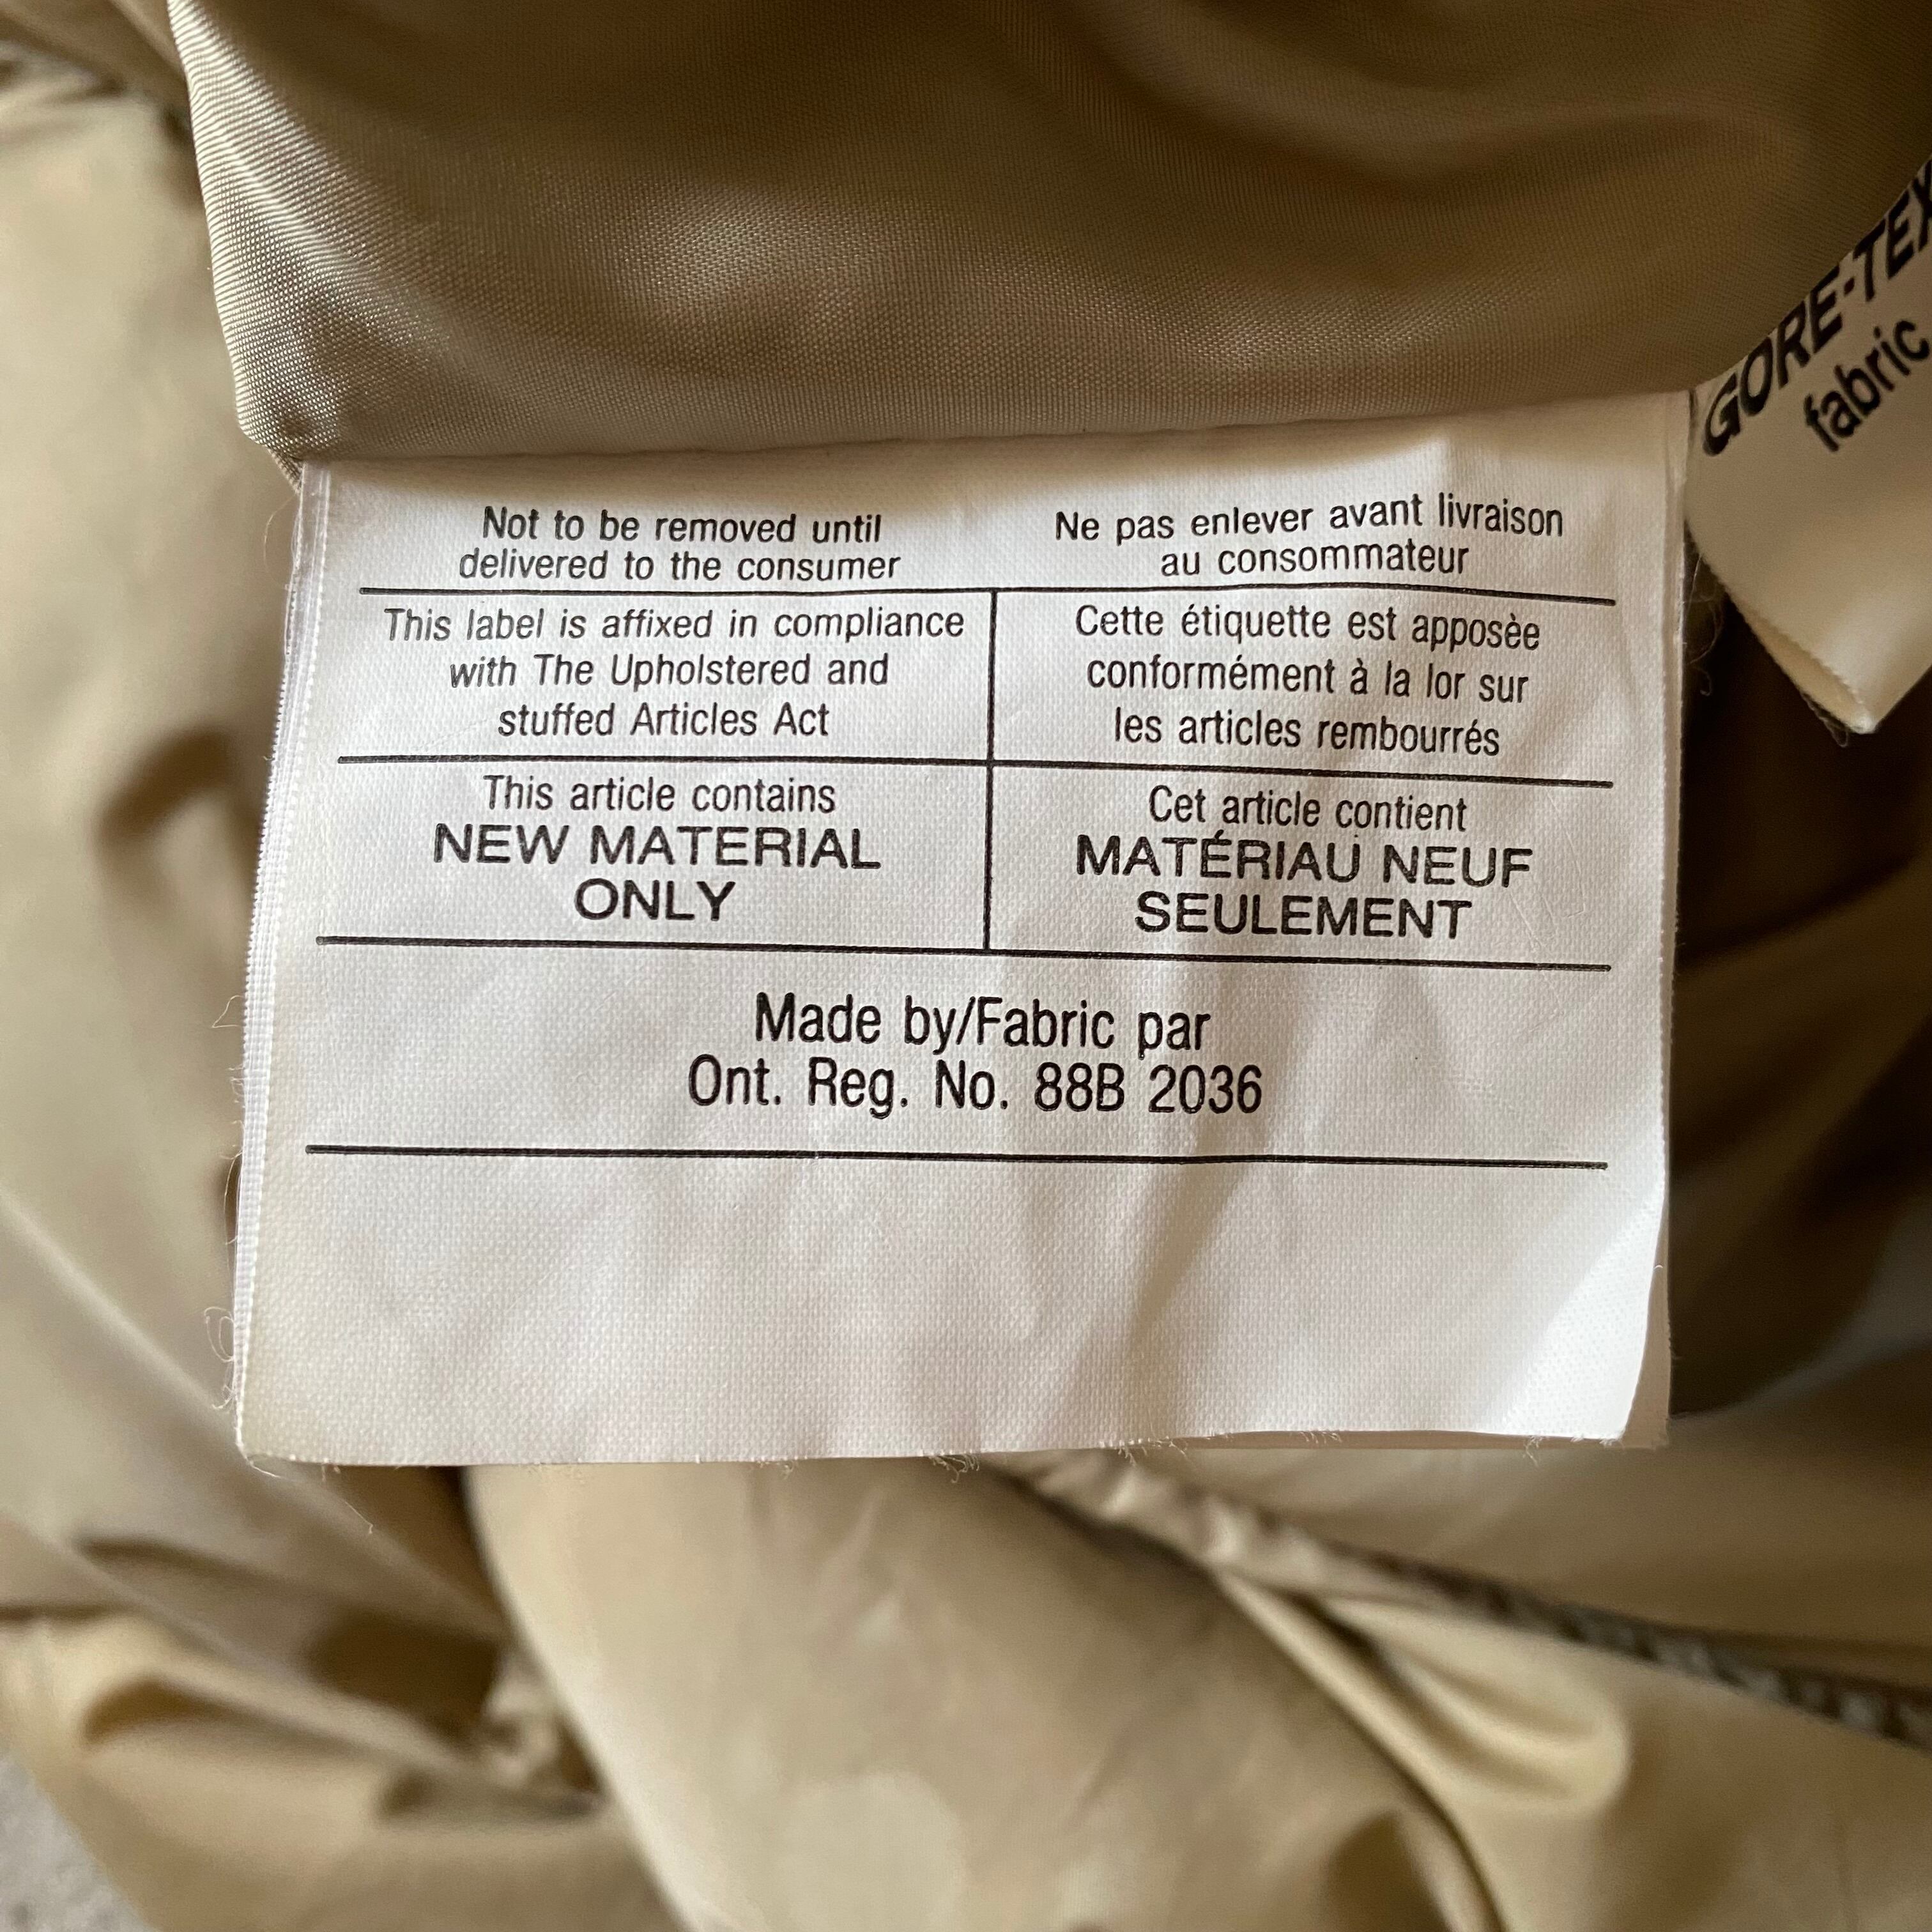 Not to be removed until
delivered to the consumer
Ne pas enlever avant livraison
au consommateur
This label is affixed in compliance
with The Upholstered and
stuffed Articles Act
Cette étiquette est apposèe
conformément à la lor sur
les articles rembourrés
This article contains
NEW MATERIAL
ONLY
Cet article contient
MATÉRIAU NEUF
SEULEMENT
Made by/Fabric par
Ont. Reg. No. 88B 2036
GORE-TEX
fabric